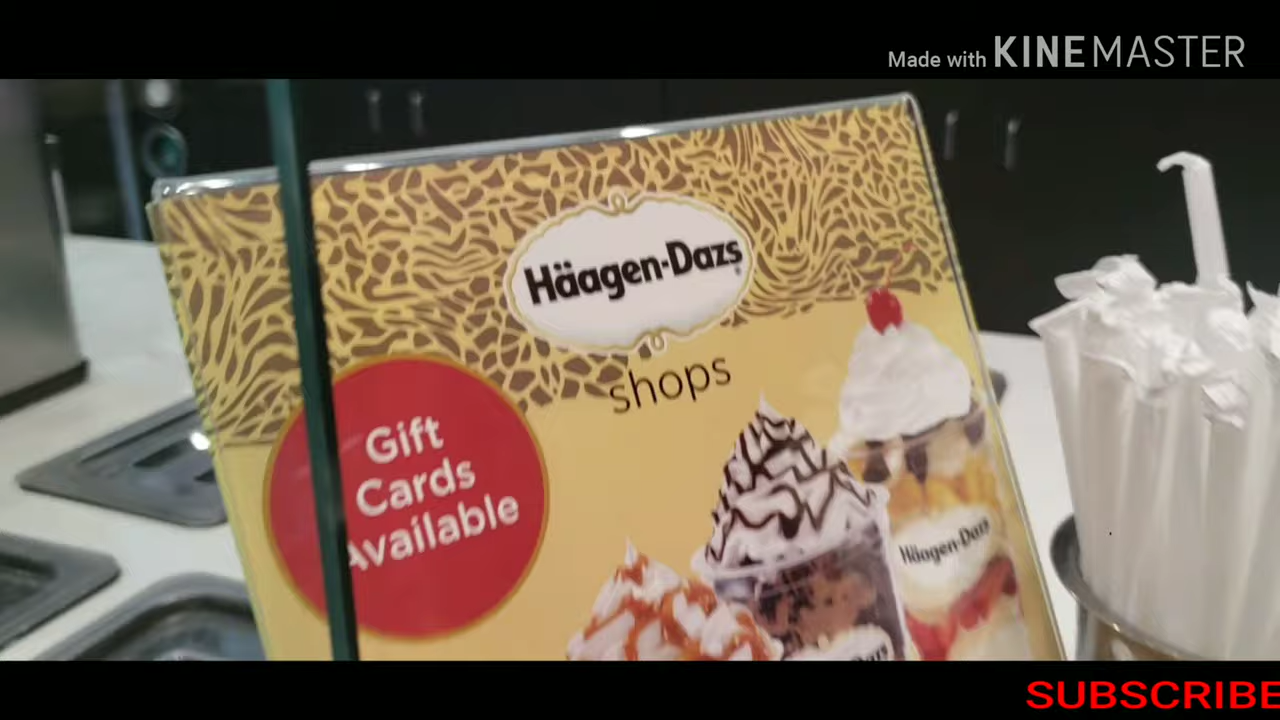 Made with KINEMASTER
Häagen-Dazs
shops
Gift
Cards
Available
Häagen-Dazs
SUBSCRIBE